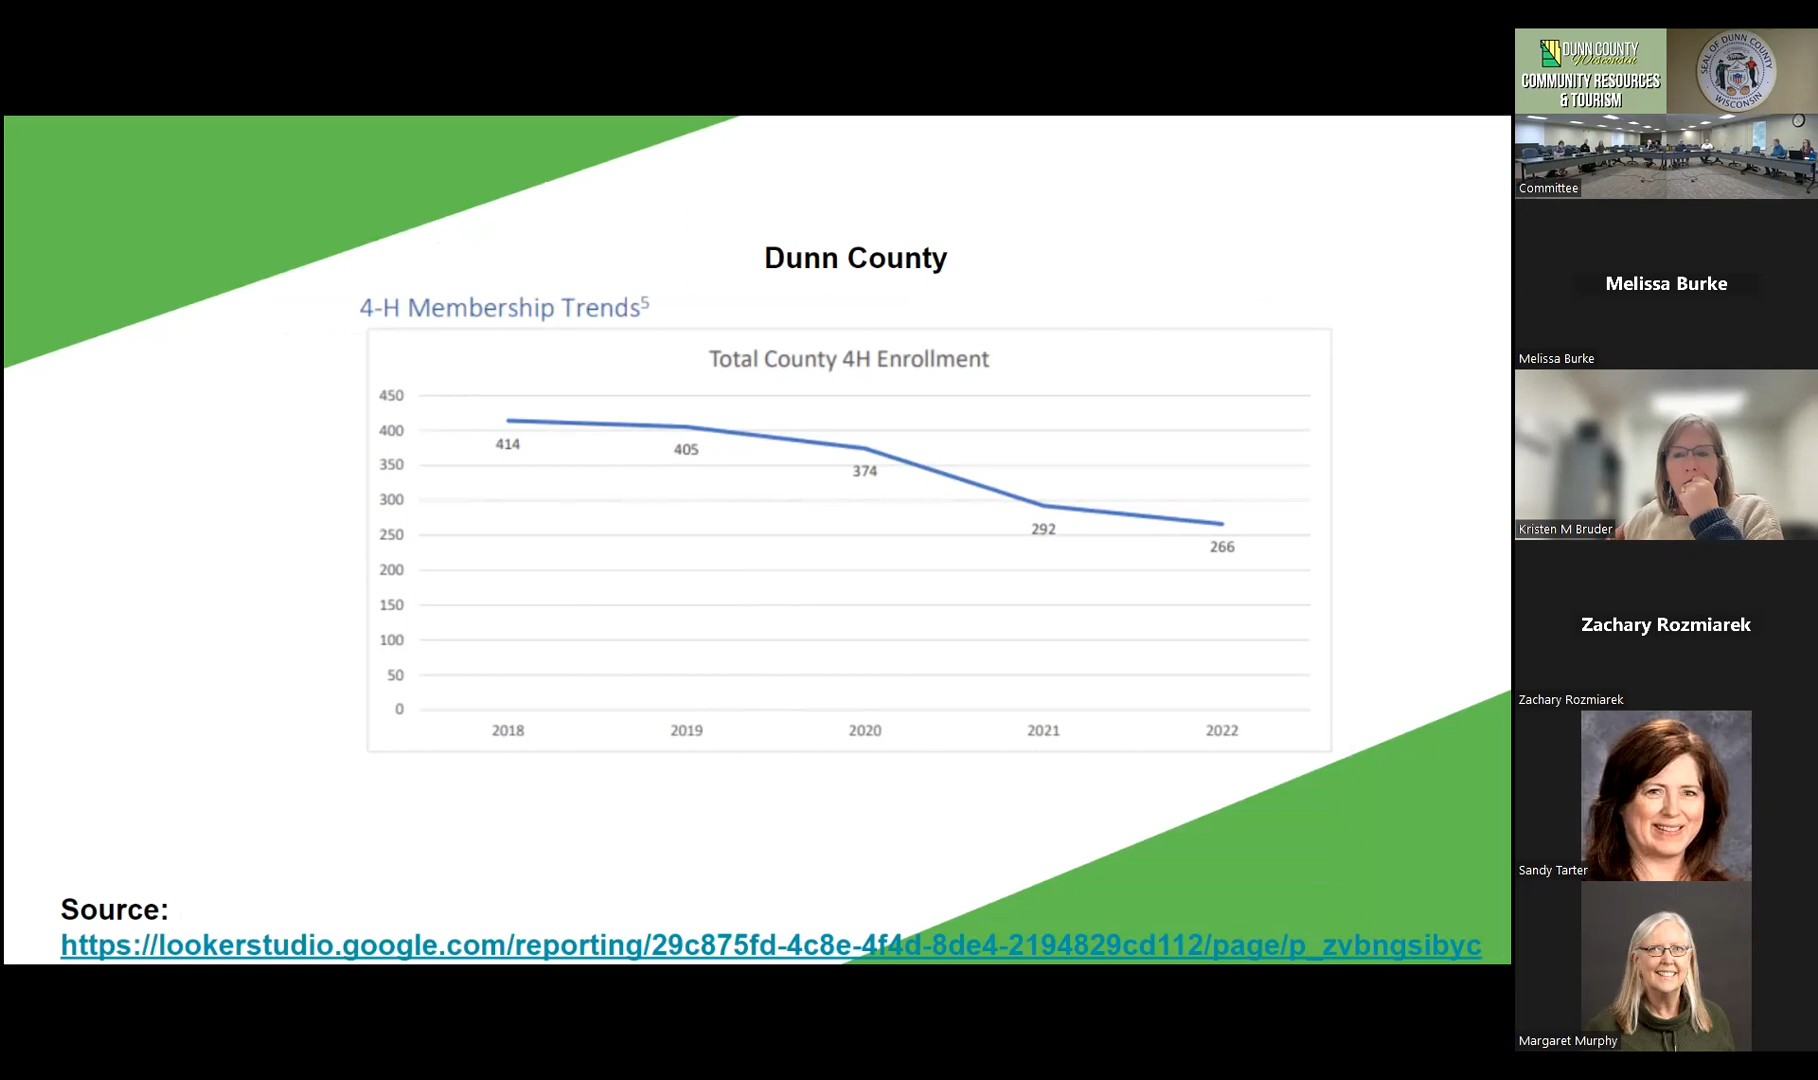 Dunn County
4-H Membership Trends5
Total County 4H Enrollment
450
400
350
300
250
200
150
100
50
0
414
405
374
292
266
2018
2019
2020
2021
2022
Source:
https://lookerstudio.google.com/reporting/29c875fd-4c8e-4f4d-8de4-2194829cd112/page/p_zvbngsibyc
DUNN COUNTY
Wisconsin
COMMUNITY RESOURCES
& TOURISM
SEAL OF DUNN COUNTY
WISCONSIN
Committee
Melissa Burke
Melissa Burke
Kristen M Bruder
Zachary Rozmiarek
Zachary Rozmiarek
Sandy Tarter
Margaret Murphy